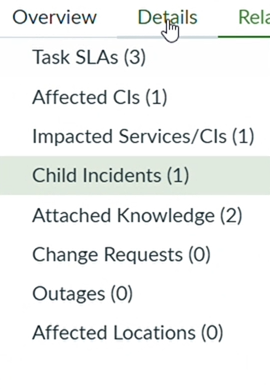 Overview Details Rela
Task SLAs (3)
Affected CIs (1)
Impacted Services/CIs (1)
Child Incidents (1)
Attached Knowledge (2)
Change Requests (0)
Outages (0)
Affected Locations (0)